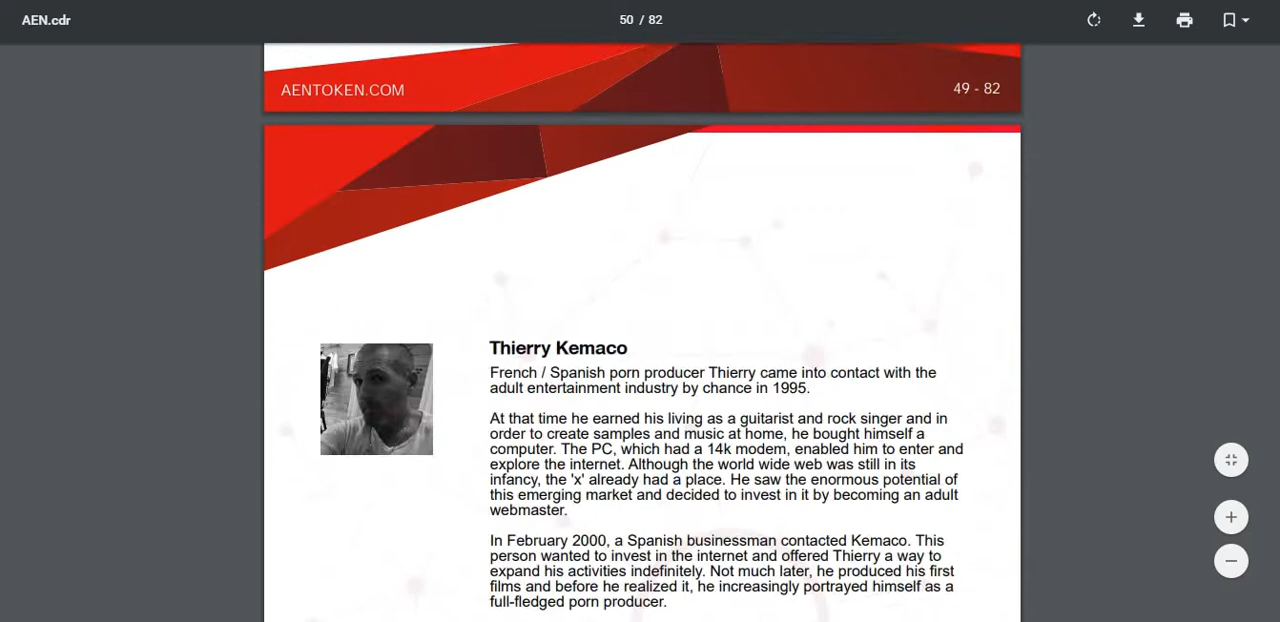 AEN.cdr
50 / 82
AENTOKEN.COM
49 - 82
Thierry Kemaco
French / Spanish porn producer Thierry came into contact with the
adult entertainment industry by chance in 1995.
At that time he earned his living as a guitarist and rock singer and in
order to create samples and music at home, he bought himself a
computer. The PC, which had a 14k modem, enabled him to enter and
explore the internet. Although the world wide web was still in its
infancy, the 'x' already had a place. He saw the enormous potential of
this emerging market and decided to invest in it by becoming an adult
webmaster.
In February 2000, a Spanish businessman contacted Kemaco. This
person wanted to invest in the internet and offered Thierry a way to
expand his activities indefinitely. Not much later, he produced his first
films and before he realized it, he increasingly portrayed himself as a
full-fledged porn producer.